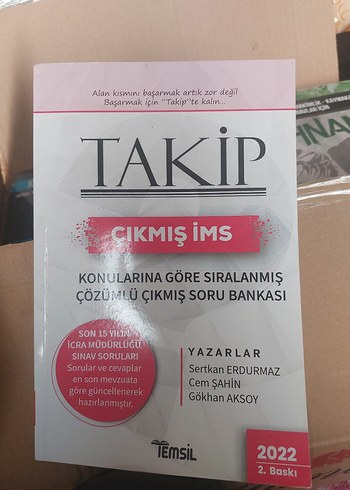 Alan kısmını başarmak artık zor değil
Başarmak için "Takip"te kalın...
TAKİP
ÇIKMIŞ İMS
KONULARINA GÖRE SIRALANMIŞ
ÇÖZÜMLÜ ÇIKMIŞ SORU BANKASI
SON 15 YILIN
İCRA MÜDÜRLÜĞÜ
SINAV SORULARI
Sorular ve cevaplar
en son mevzuata
göre güncellenerek
hazırlanmıştır.
YAZARLAR
Sertkan ERDURMAZ
Cem ŞAHİN
Gökhan AKSOY
TEMSİL
2022
2. Baskı